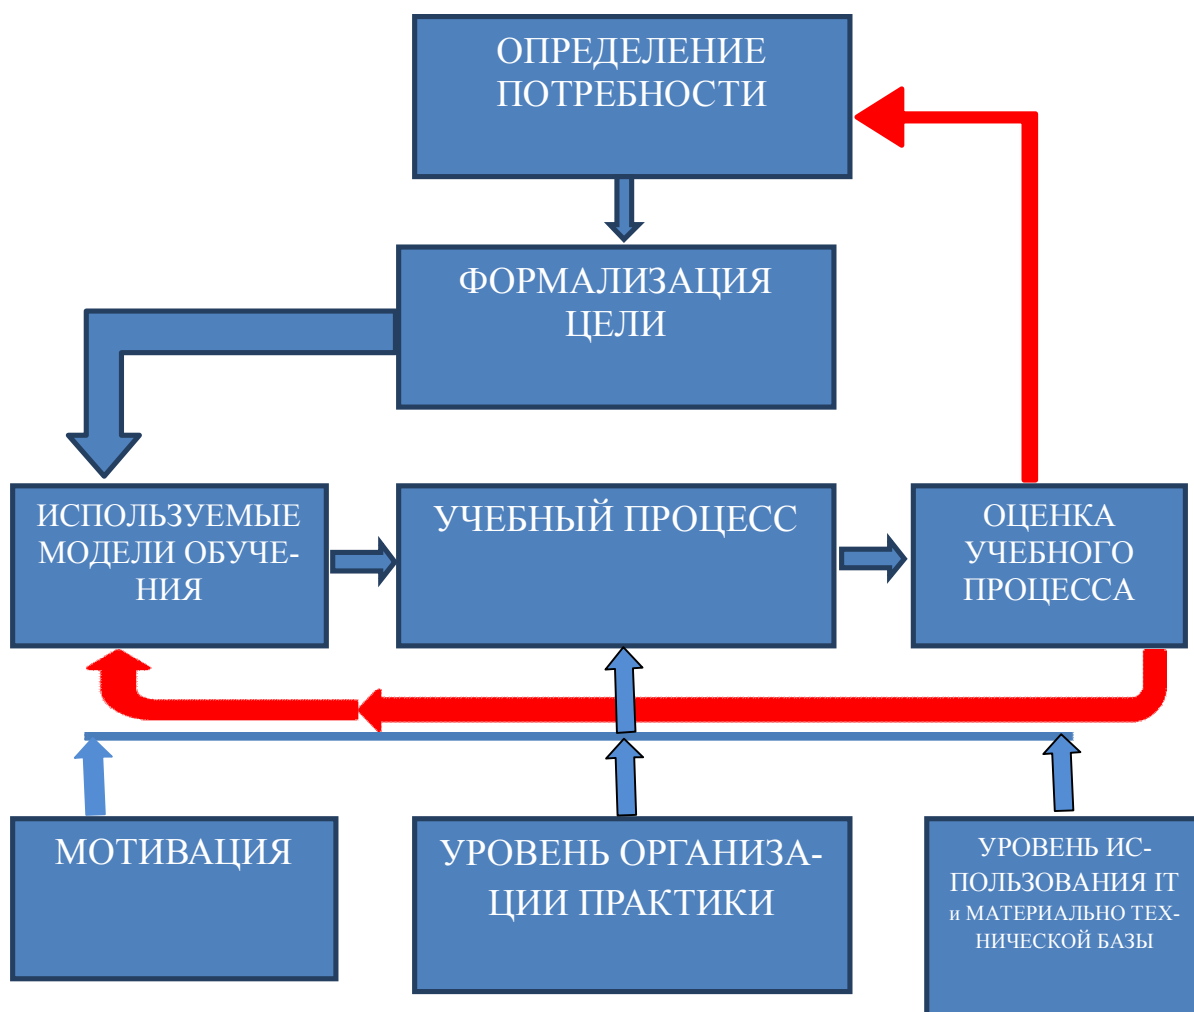 ОПРЕДЕЛЕНИЕ
ПОТРЕБНОСТИ
ФОРМАЛИЗАЦИЯ
ЦЕЛИ
ИСПОЛЬЗУЕМЫЕ
МОДЕЛИ ОБУЧЕ-
НИЯ
УЧЕБНЫЙ ПРОЦЕСС
ОЦЕНКА
УЧЕБНОГО
ПРОЦЕССА
МОТИВАЦИЯ
УРОВЕНЬ ОРГАНИЗА-
ЦИИ ПРАКТИКИ
УРОВЕНЬ ИС-
ПОЛЬЗОВАНИЯ IT
и МАТЕРИАЛЬНО ТЕХ-
НИЧЕСКОЙ БАЗЫ